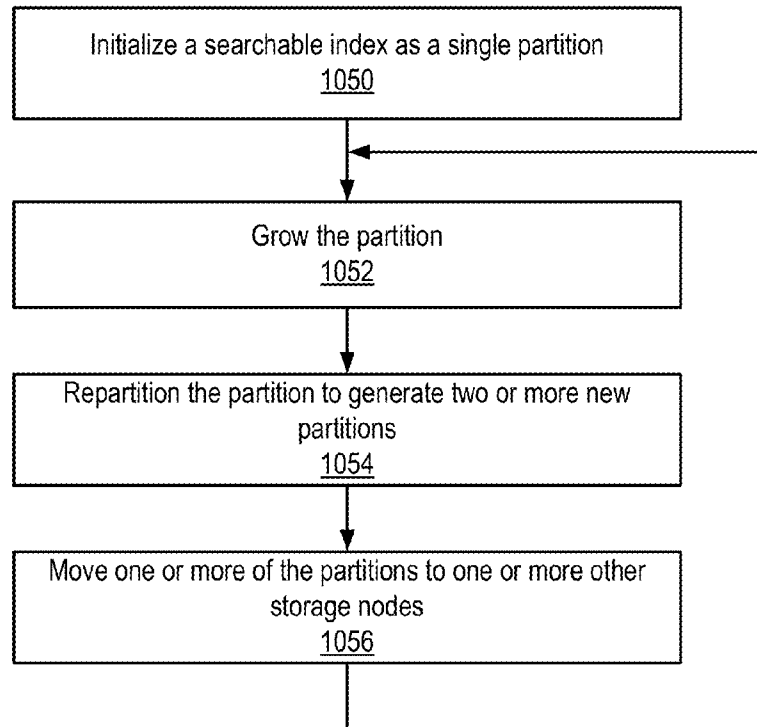 Initialize a searchable index as a single partition
1050
Grow the partition
1052
Repartition the partition to generate two or more new
partitions
1054
Move one or more of the partitions to one or more other
storage nodes
1056